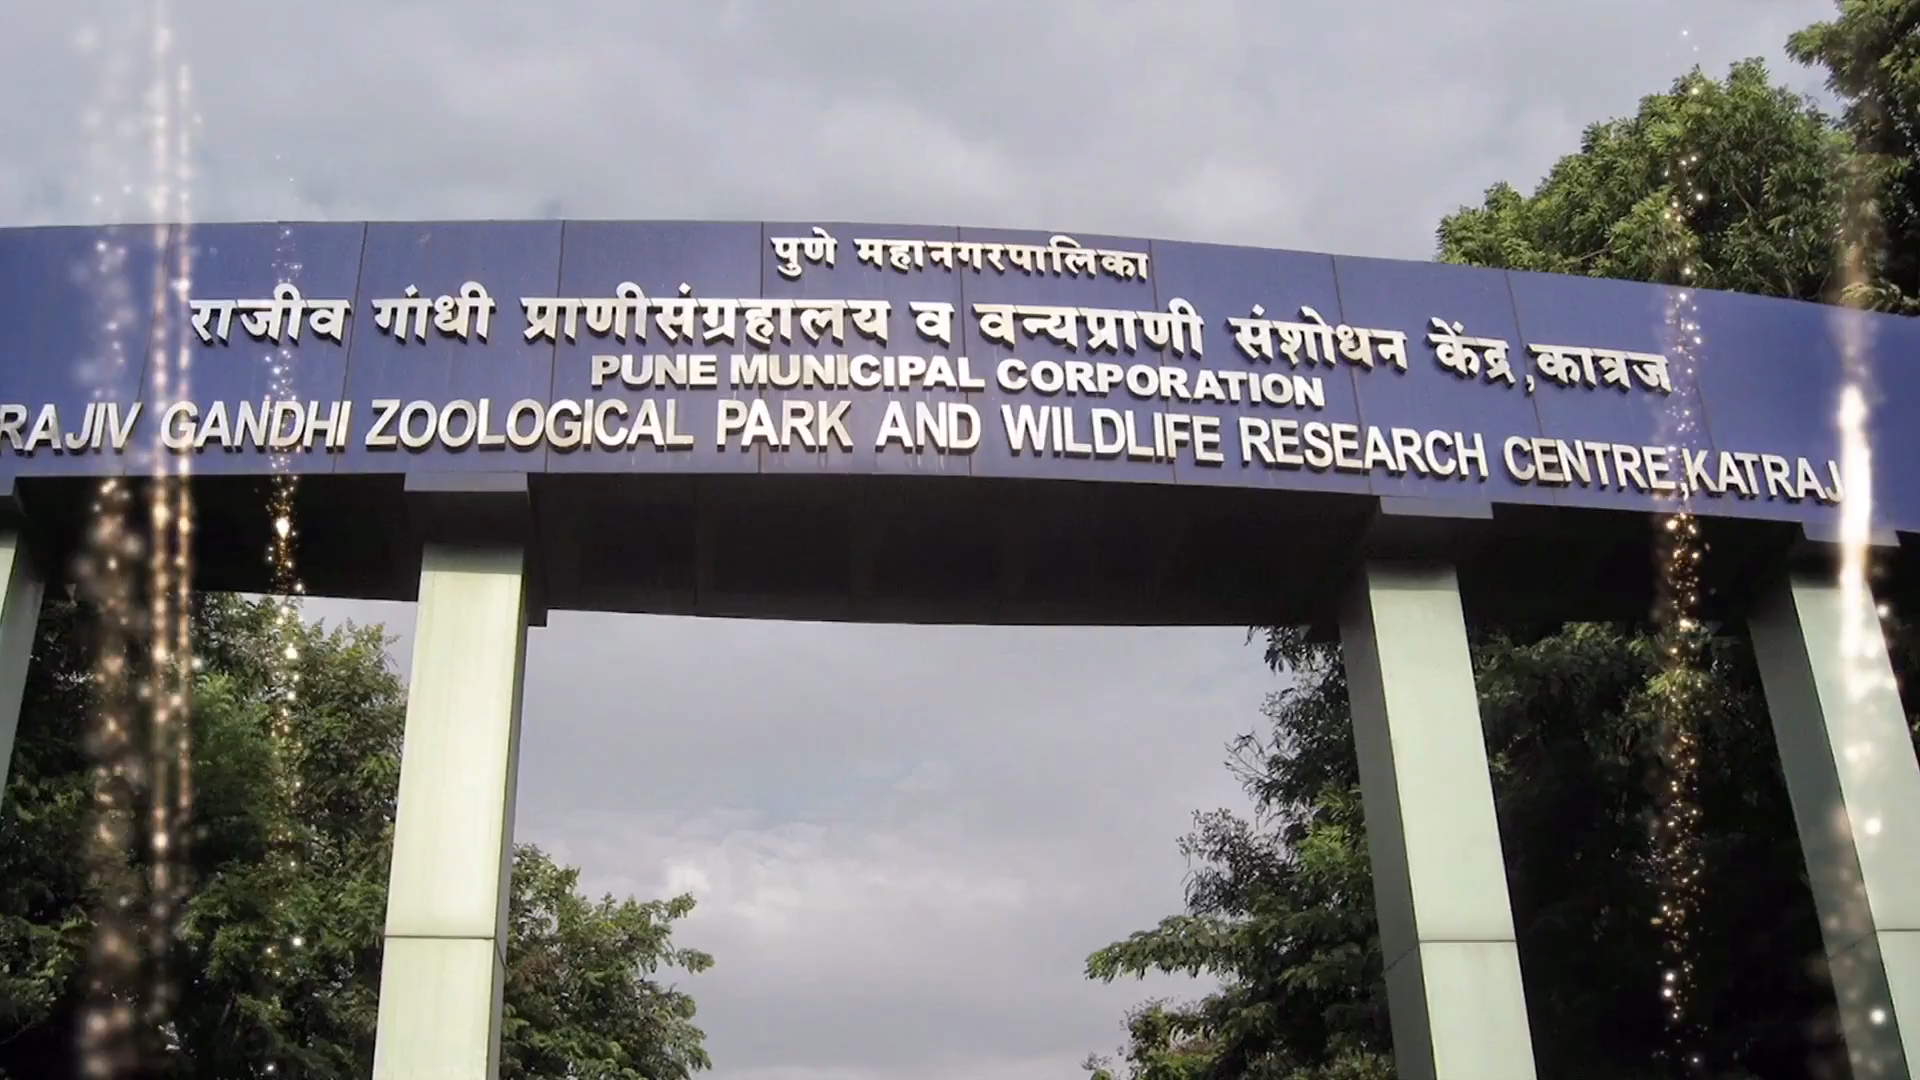 पुणे महानगरपालिका
राजीव गांधी प्राणीसंग्रहालय व वन्यप्राणी संशोधन केंद्र,कात्रज
PUNE MUNICIPAL CORPORATION
RAJIV GANDHI ZOOLOGICAL PARK AND WILDLIFE RESEARCH CENTRE,KATRAJ